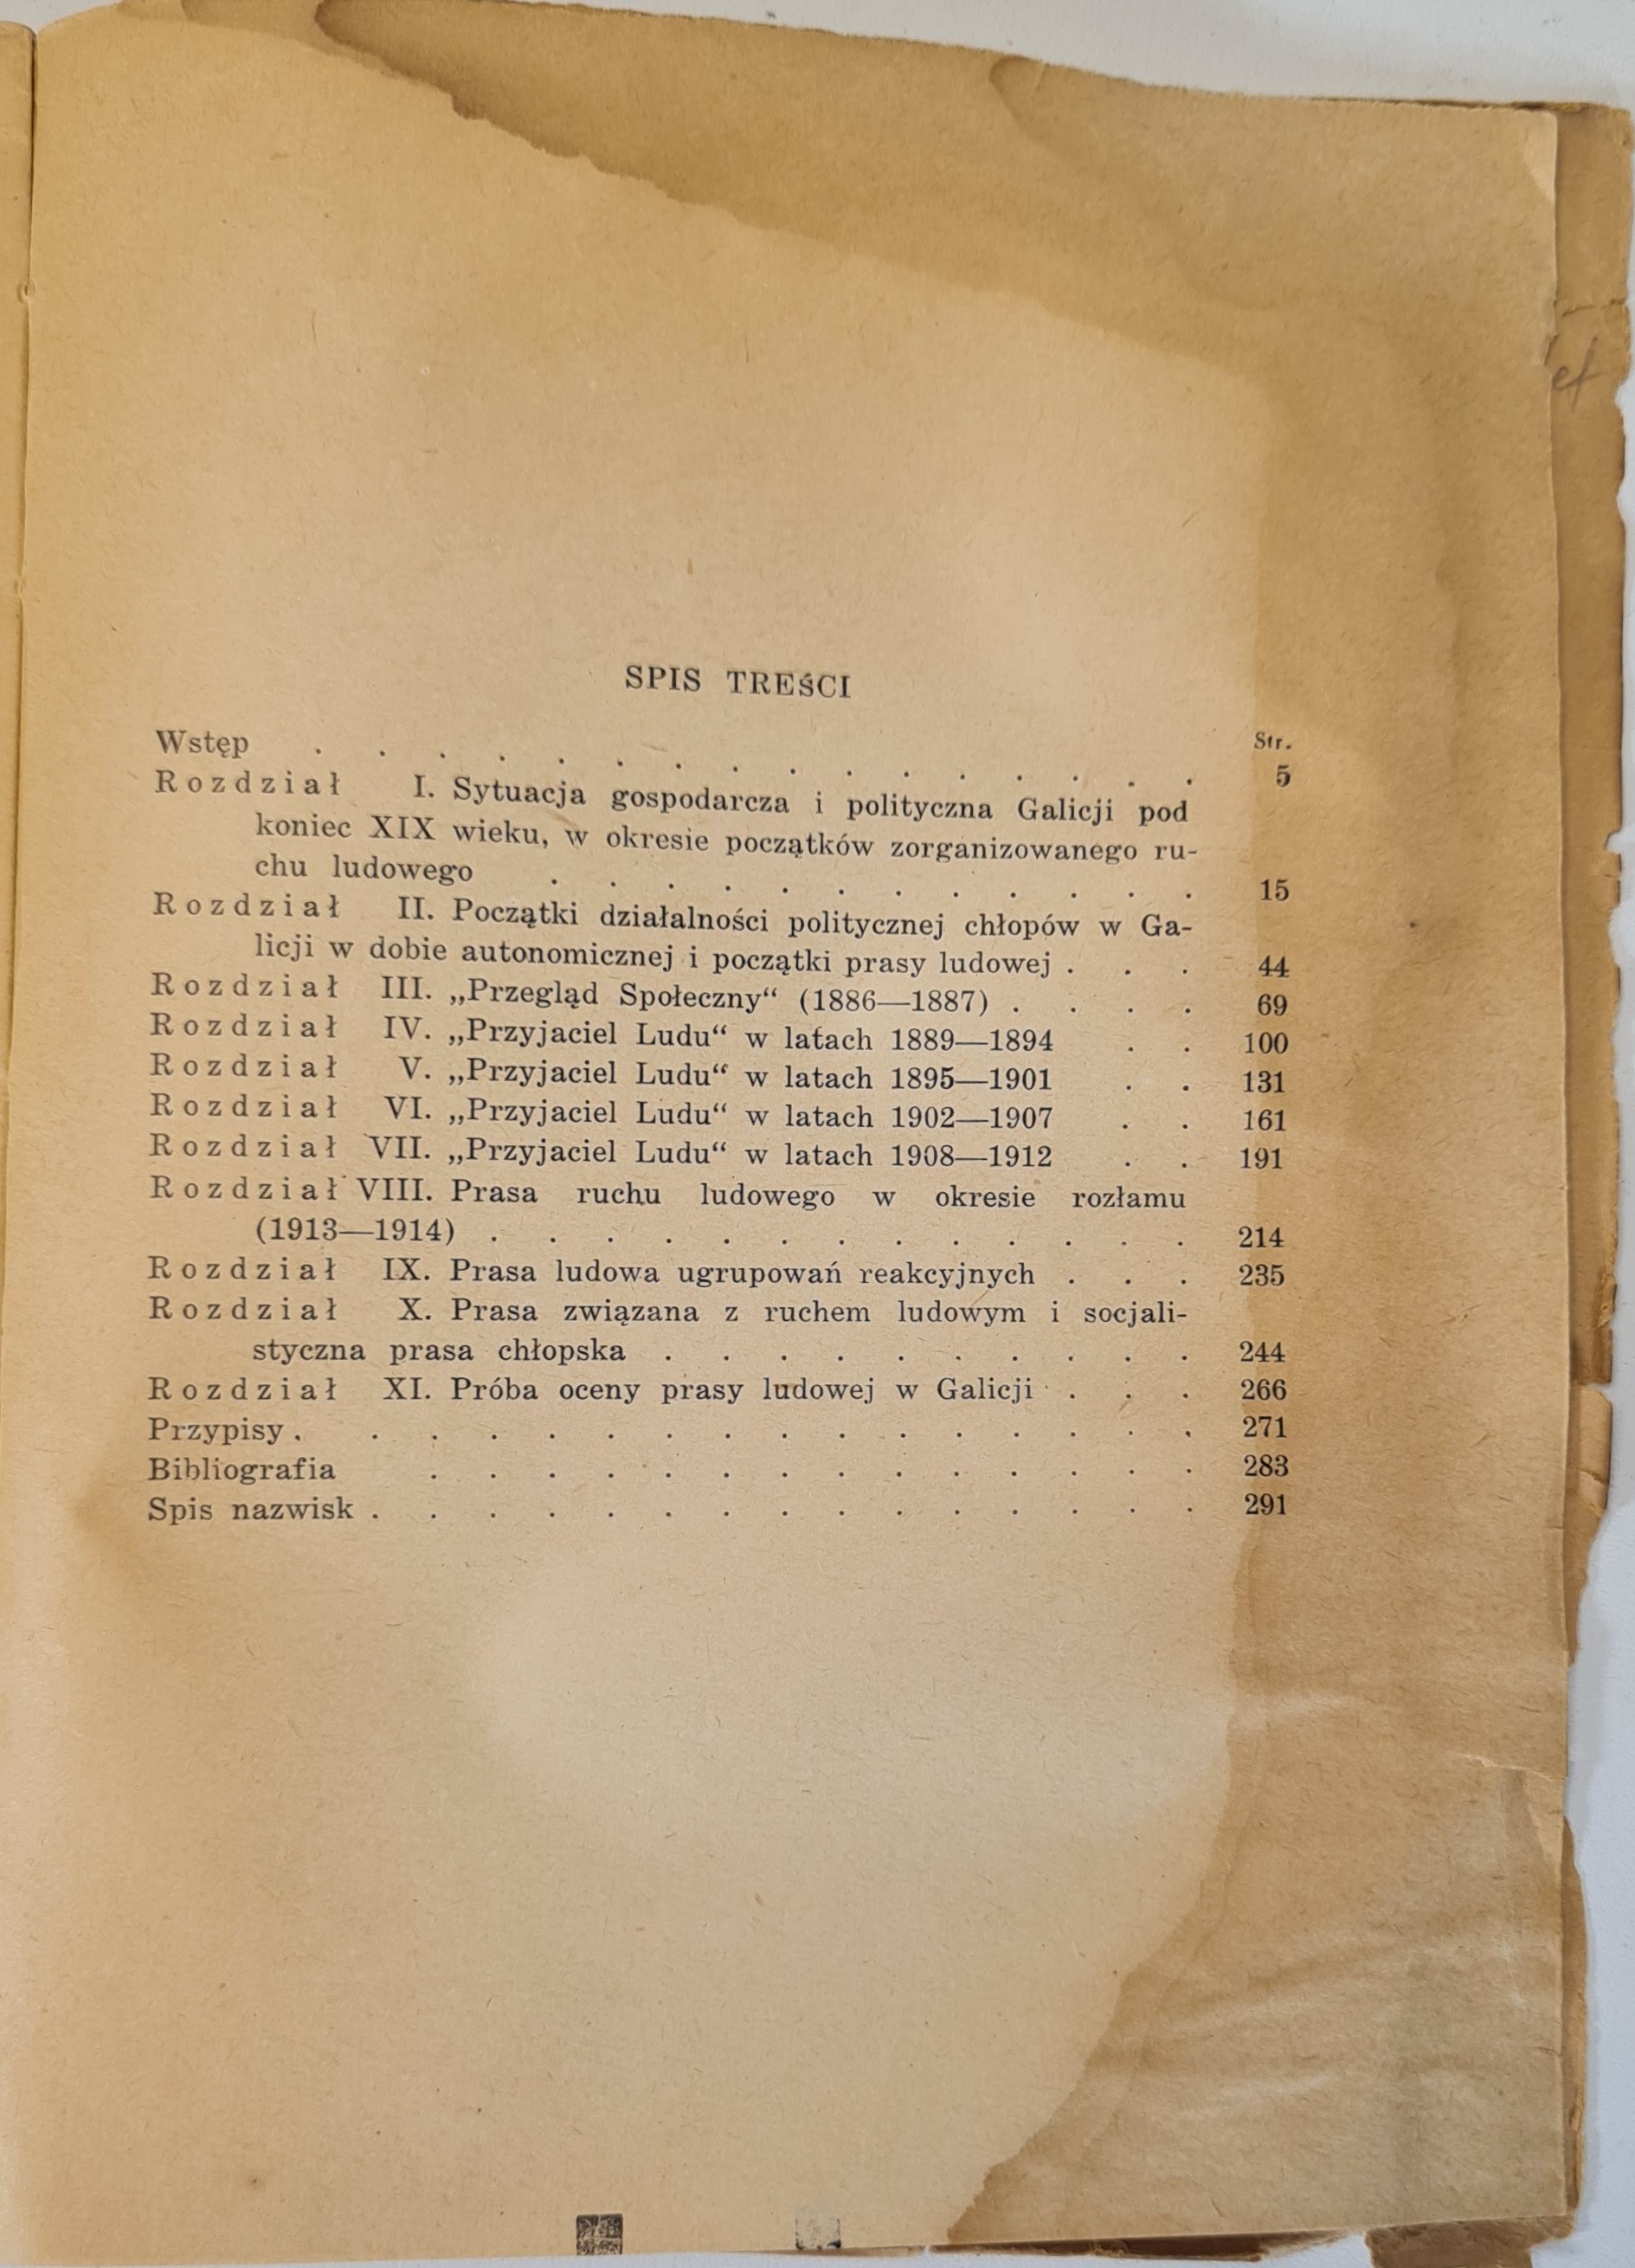 SPIS TREŚCI
Str.
Wstęp . . . . . . . . . . . . . . . . 5
Rozdział I. Sytuacja gospodarcza i polityczna Galicji pod
koniec XIX wieku, w okresie początków zorganizowanego ru-
chu ludowego . . . . . . . . . . . . 15
Rozdział II. Początki działalności politycznej chłopów w Ga-
licji w dobie autonomicznej i początki prasy ludowej . . . 44
Rozdział III. „Przegląd Społeczny“ (1886—1887) . . . . 69
Rozdział IV. „Przyjaciel Ludu“ w latach 1889—1894 . . 100
Rozdział V. „Przyjaciel Ludu“ w latach 1895—1901 . . 131
Rozdział VI. „Przyjaciel Ludu“ w latach 1902—1907 . . 161
Rozdział VII. „Przyjaciel Ludu“ w latach 1908—1912 . . 191
Rozdział VIII. Prasa ruchu ludowego w okresie rozłamu
(1913—1914) . . . . . . . . . . . . . 214
Rozdział IX. Prasa ludowa ugrupowań reakcyjnych . . . 235
Rozdział X. Prasa związana z ruchem ludowym i socjali-
styczna prasa chłopska . . . . . . . . . . 244
Rozdział XI. Próba oceny prasy ludowej w Galicji . . . 266
Przypisy . . . . . . . . . . . . . . . . 271
Bibliografia . . . . . . . . . . . . . . 283
Spis nazwisk . . . . . . . . . . . . . . . 291